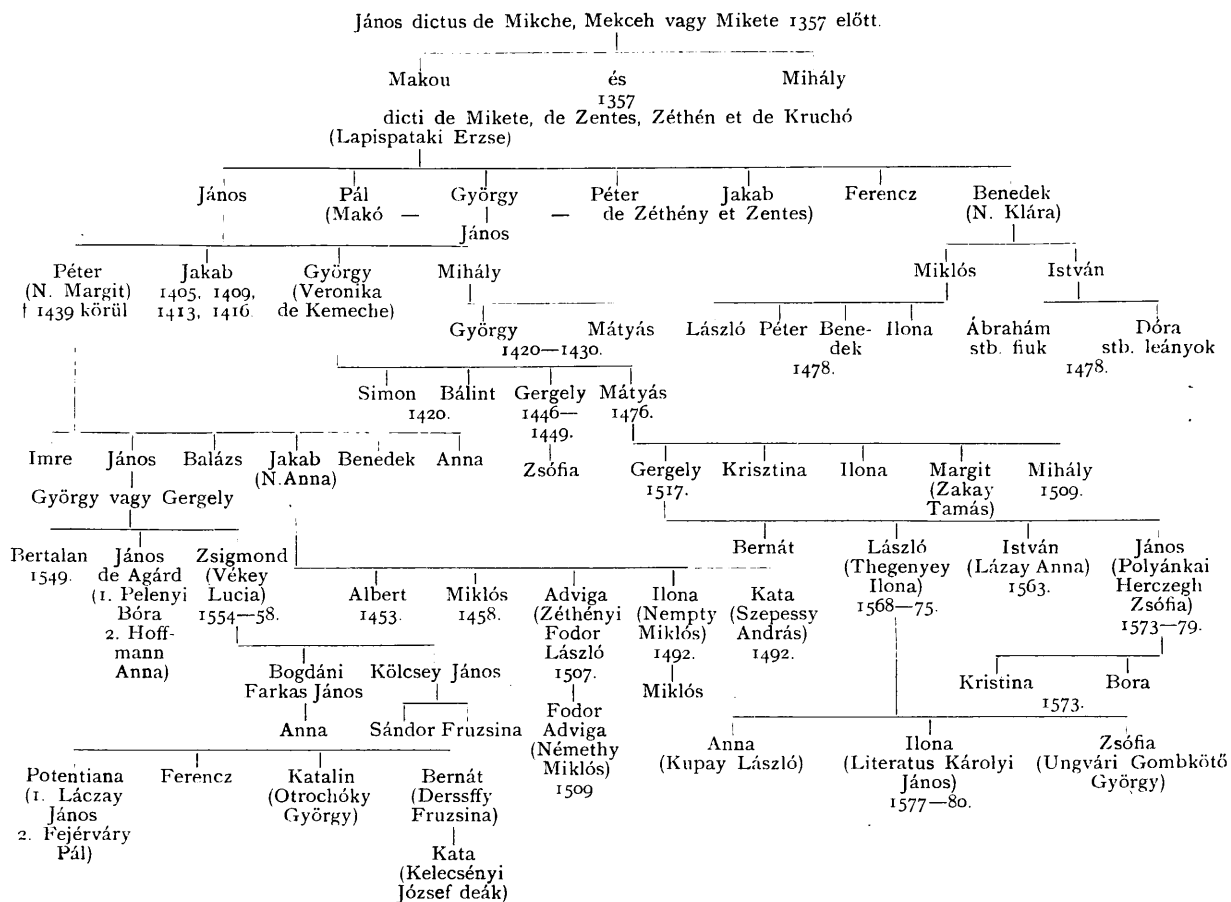 János dictus de Mikche, Mekceh vagy Mikete 1357 előtt.
Makou és Mihály
1357
dicti de Mikete, de Zentes, Zéthén et de Kruchó
(Lapispataki Erzse)
János Pál György Péter Jakab Ferencz Benedek
(Makó — — de Zéthény et Zentes) (N. Klára)
János
Péter Jakab György Mihály Miklós István
(N. Margit) 1405, 1409, (Veronika
† 1439 körül 1413, 1416. de Kemeche)
György Mátyás László Péter Bene- Ilona Ábrahám Dóra
dek stb. fiuk stb. leányok
1420—1430. 1478. 1478.
Simon Bálint Gergely Mátyás
1420. 1446— 1476.
1449.
Imre János Balázs Jakab Benedek Anna Zsófia Gergely Krisztina Ilona Margit Mihály
(N.Anna) 1517. (Zakay 1509.
Tamás)
György vagy Gergely
Bertalan János Zsigmond Bernát László István János
1549. de Agárd (Vékey (Thegenyey (Lázay Anna) (Polyánkai
(1. Pelenyi Lucia) Ilona) 1563. Herczegh
Bóra 1554—58. 1568—75. Zsófia)
2. Hoff- 1573—79.
mann
Anna)
Albert Miklós Adviga Ilona Kata
1453. 1458. (Zéthényi (Nempty (Szepessy
Fodor Miklós) András)
László 1492. 1492.
1507.
Bogdáni Kölcsey János Miklós Kristina Bora
Farkas János 1573.
Anna Sándor Fruzsina Fodor
Adviga
(Némethy
Miklós)
1509
Anna Ilona Zsófia
(Kupay László) (Literatus Károlyi (Ungvári Gombkötő
János) György)
1577—80.
Potentiana Ferencz Katalin Bernát
(1. Láczay (Otrochóky (Derssffy
János György) Fruzsina)
2. Fejérváry
Pál)
Kata
(Kelecsényi
József deák)